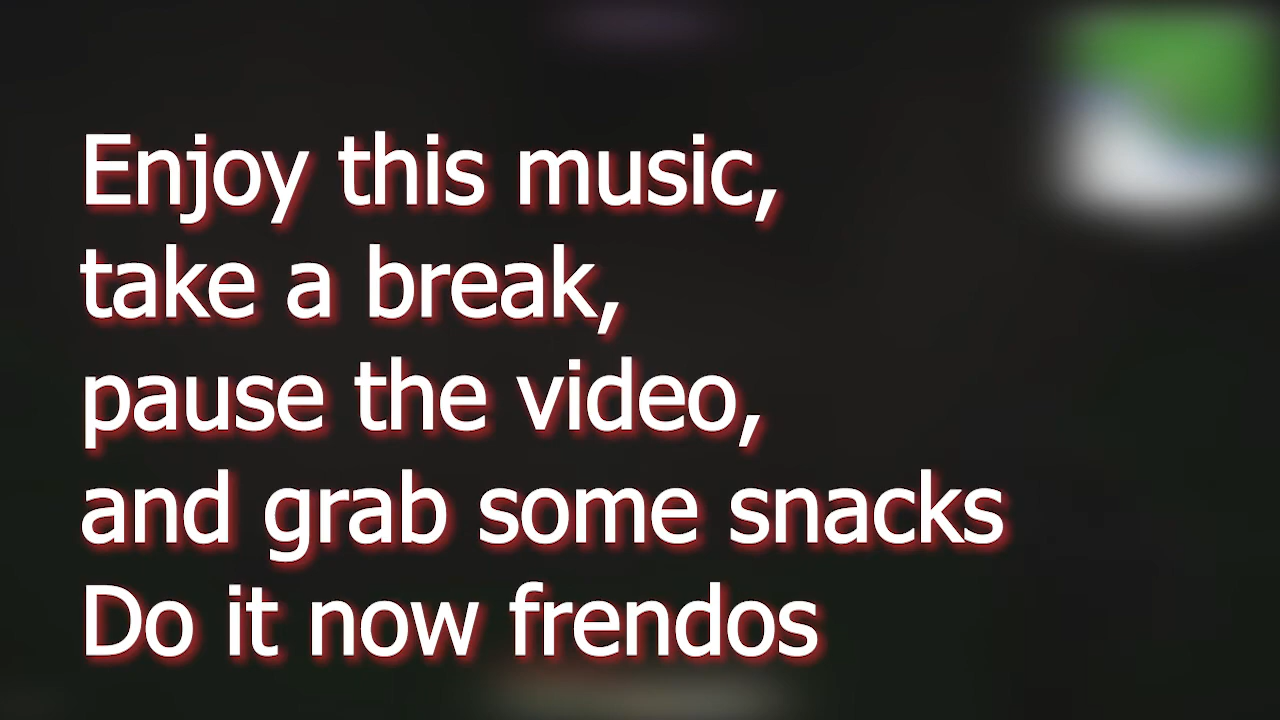 Enjoy this music,
take a break,
pause the video,
and grab some snacks
Do it now frendos